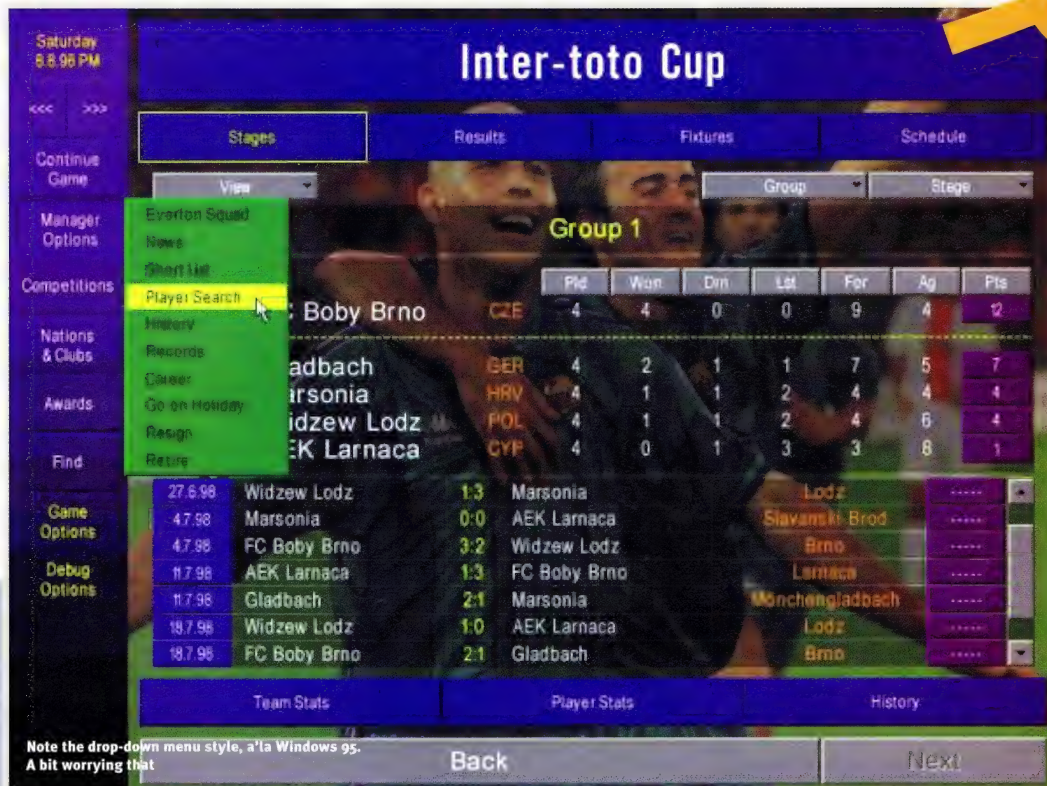 Saturday
8.8.98 PM
Inter-toto Cup
<<< >>>
Stages Results Fixtures Schedule
Continue
Game
View Group Stage
Manager
Options
Everton Squad
News
Short List
Player Search
History
Records
Career
Go on Holiday
Resign
Retire
Group 1
Competitions
Nations
& Clubs
Awards
Find
Game
Options
Debug
Options
Pld Won Drn Lst For Ag Pts
Boby Brno CZE 4 4 0 0 9 4 12
adbach GER 4 2 1 1 7 5 7
arsonia HRV 4 1 1 2 4 4 4
idzew Lodz POL 4 1 1 2 4 6 4
EK Larnaca CYP 4 0 1 3 3 8 1
27.6.98 Widzew Lodz 1:3 Marsonia Lodz -----
4.7.98 Marsonia 0:0 AEK Larnaca Slavanski Brod -----
4.7.98 FC Boby Brno 3:2 Widzew Lodz Brno -----
11.7.98 AEK Larnaca 1:3 FC Boby Brno Larnaca -----
11.7.98 Gladbach 2:1 Marsonia Mönchengladbach -----
18.7.98 Widzew Lodz 1:0 AEK Larnaca Lodz -----
18.7.98 FC Boby Brno 2:1 Gladbach Brno -----
Team Stats Player Stats History
Note the drop-down menu style, a'la Windows 95.
A bit worrying that
Back Next